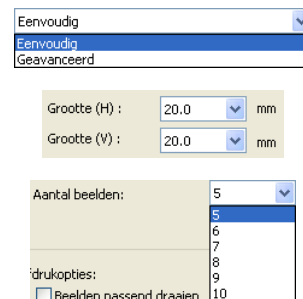 Eenvoudig
Eenvoudig
Geavanceerd
Grootte (H) : 20.0 mm
Grootte (V) : 20.0 mm
Aantal beelden: 5
5
6
7
8
fdrukopties: 9
Beelden passend draaien 10